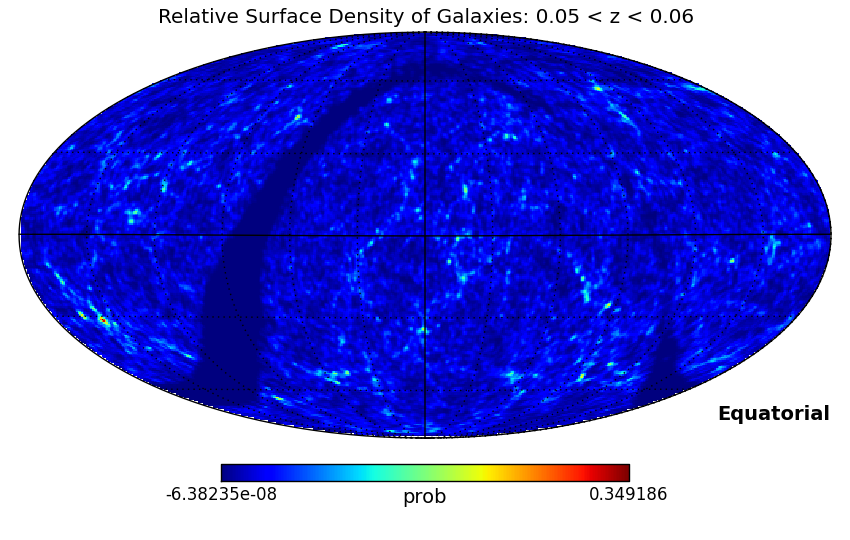 Relative Surface Density of Galaxies: 0.05 < z < 0.06
Equatorial
-6.38235e-08 prob 0.349186